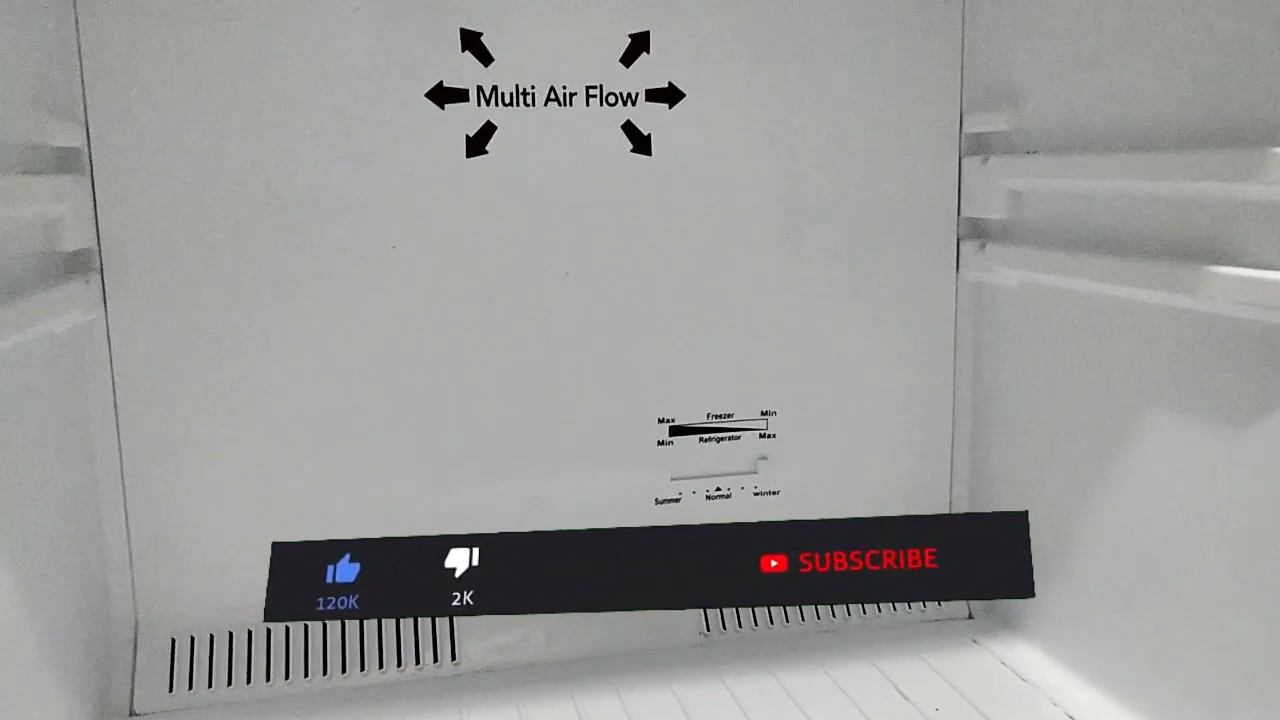 Multi Air Flow
Max Freezer Min
Min Refrigerator Max
Summer Normal winter
120K 2K SUBSCRIBE